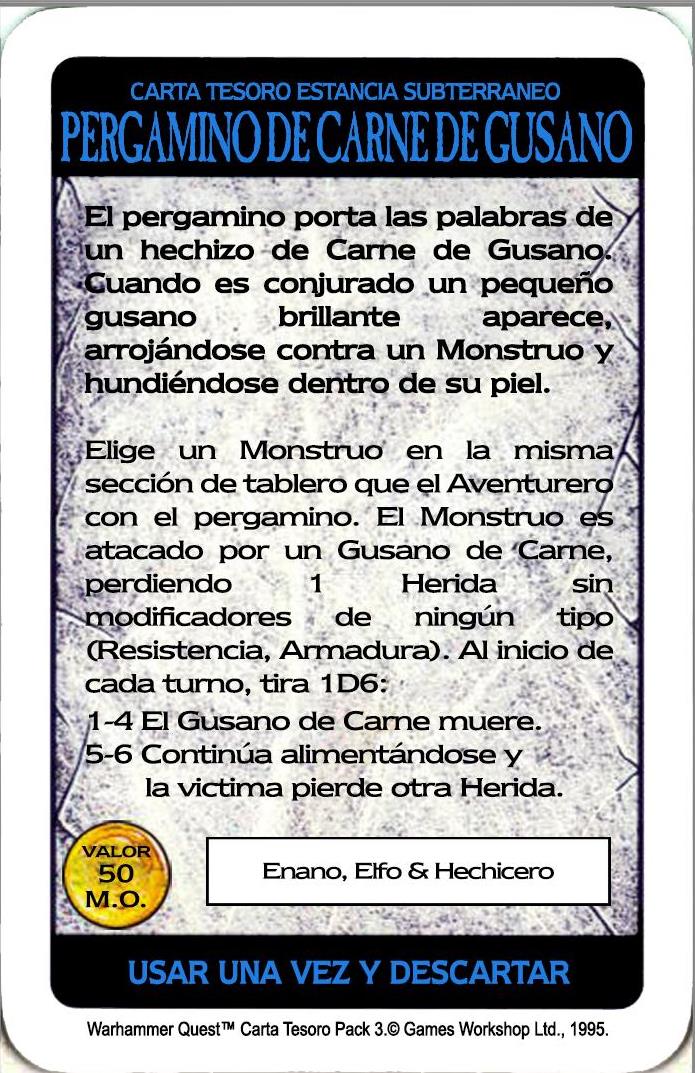 CARTA TESORO ESTANCIA SUBTERRANEO
PERGAMINO DE CARNE DE GUSANO
El pergamino porta las palabras de
un hechizo de Carne de Gusano.
Cuando es conjurado un pequeño
gusano brillante aparece,
arrojándose contra un Monstruo y
hundiéndose dentro de su piel.
Elige un Monstruo en la misma
sección de tablero que el Aventurero
con el pergamino. El Monstruo es
atacado por un Gusano de Carne,
perdiendo 1 Herida sin
modificadores de ningún tipo
(Resistencia, Armadura). Al inicio de
cada turno, tira 1D6:
1-4 El Gusano de Carne muere.
5-6 Continúa alimentándose y
la victima pierde otra Herida.
VALOR
50
M.O.
Enano, Elfo & Hechicero
USAR UNA VEZ Y DESCARTAR
Warhammer Quest™ Carta Tesoro Pack 3.© Games Workshop Ltd., 1995.